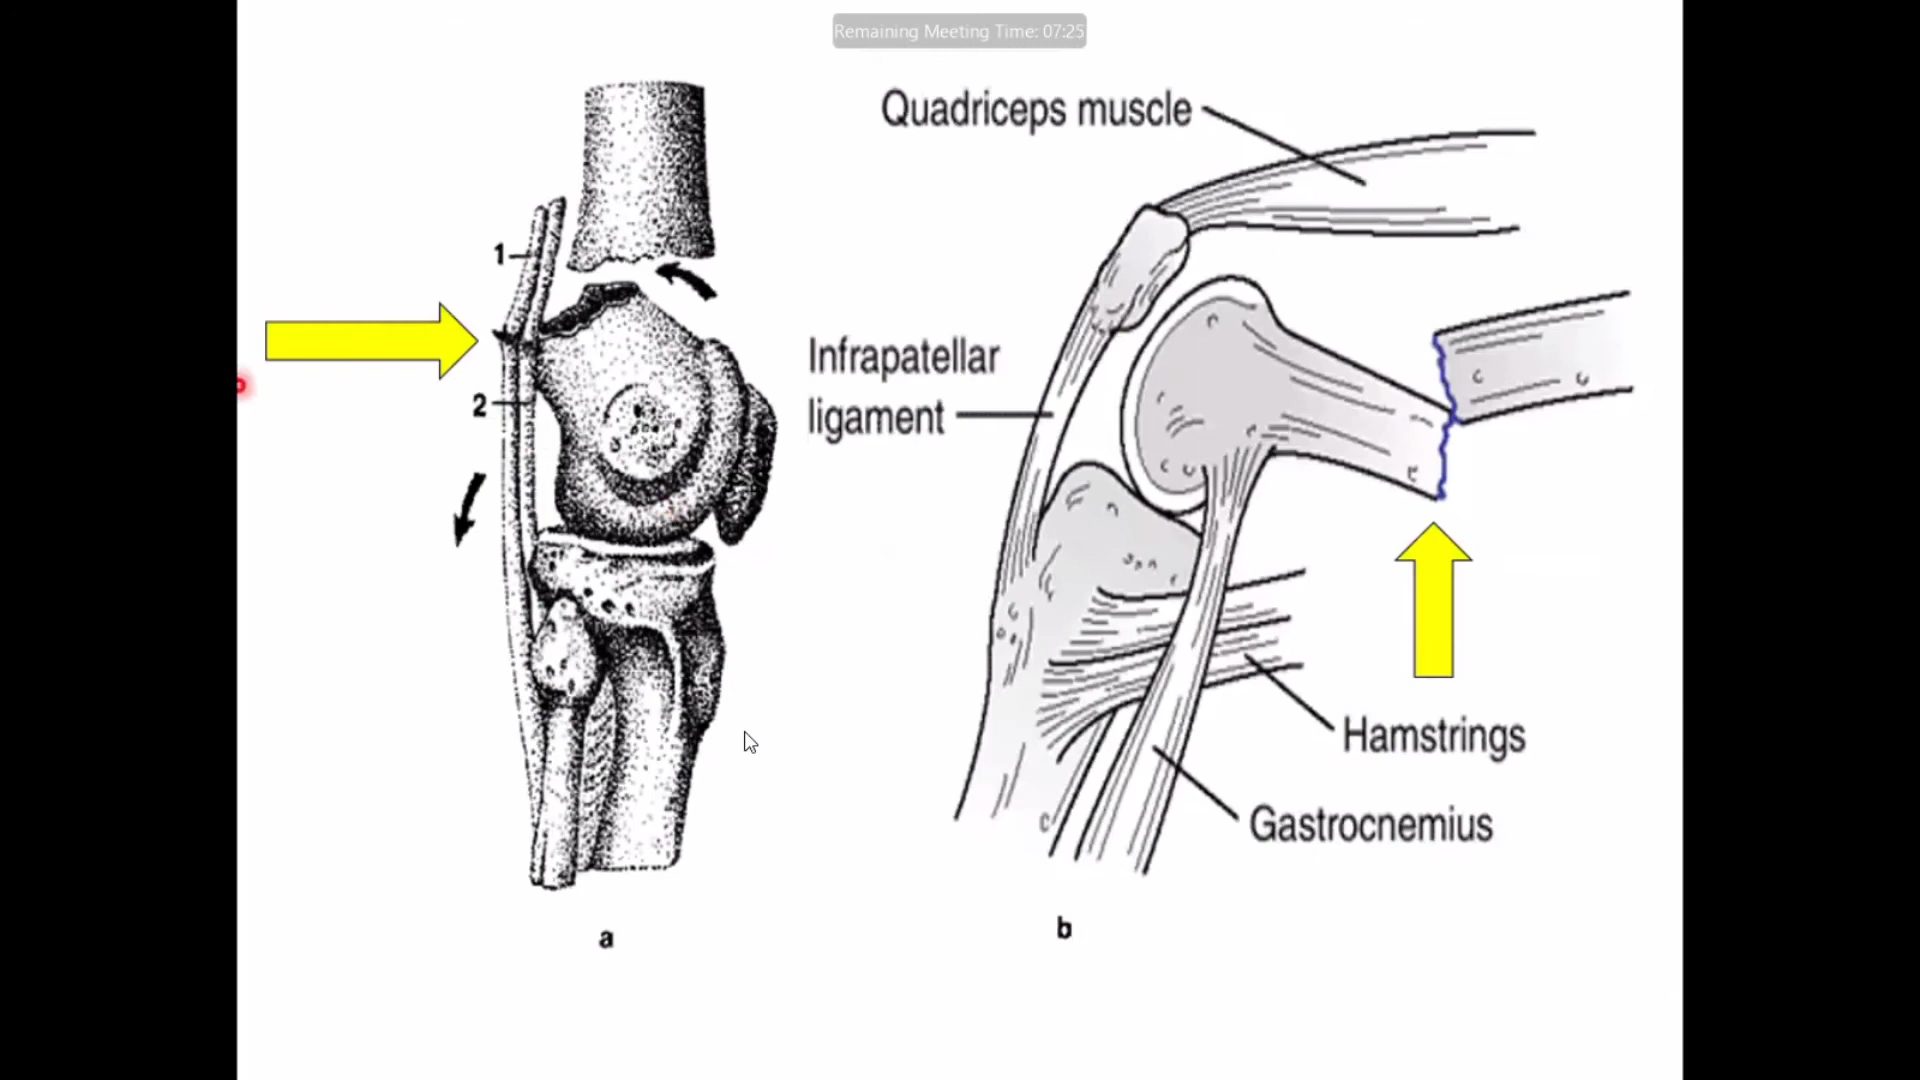 Remaining Meeting Time: 07:25
Quadriceps muscle
1
Infrapatellar
ligament
2
Hamstrings
Gastrocnemius
a
b